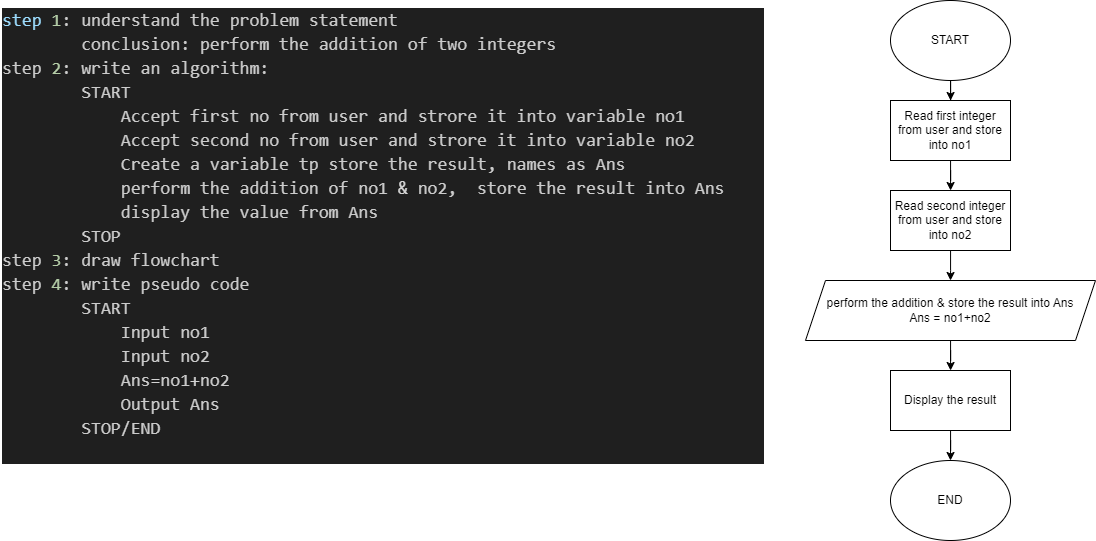 step 1: understand the problem statement
conclusion: perform the addition of two integers
step 2: write an algorithm:
START
Accept first no from user and strore it into variable no1
Accept second no from user and strore it into variable no2
Create a variable tp store the result, names as Ans
perform the addition of no1 & no2,  store the result into Ans
display the value from Ans
STOP
step 3: draw flowchart
step 4: write pseudo code
START
Input no1
Input no2
Ans=no1+no2
Output Ans
STOP/END
START
Read first integer
from user and store
into no1
Read second integer
from user and store
into no2
perform the addition & store the result into Ans
Ans = no1+no2
Display the result
END